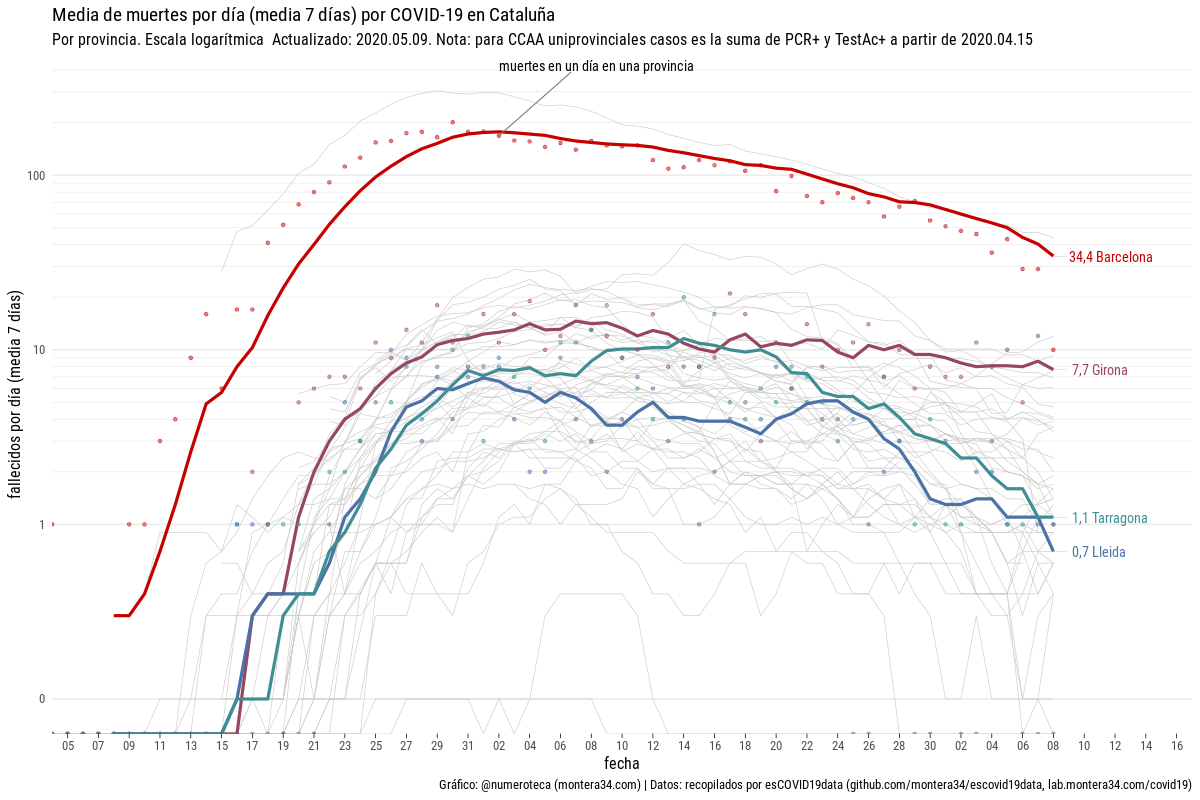 Media de muertes por día (media 7 días) por COVID-19 en Cataluña
Por provincia. Escala logarítmica  Actualizado: 2020.05.09. Nota: para CCAA uniprovinciales casos es la suma de PCR+ y TestAc+ a partir de 2020.04.15
muertes en un día en una provincia
fallecidos por día (media  7 días)
100
10
1
0
34,4 Barcelona
7,7 Girona
1,1 Tarragona
0,7 Lleida
05 07 09 11 13 15 17 19 21 23 25 27 29 31 02 04 06 08 10 12 14 16 18 20 22 24 26 28 30 02 04 06 08 10 12 14 16
fecha
Gráfico: @numeroteca (montera34.com) | Datos: recopilados por esCOVID19data (github.com/montera34/escovid19data, lab.montera34.com/covid19)